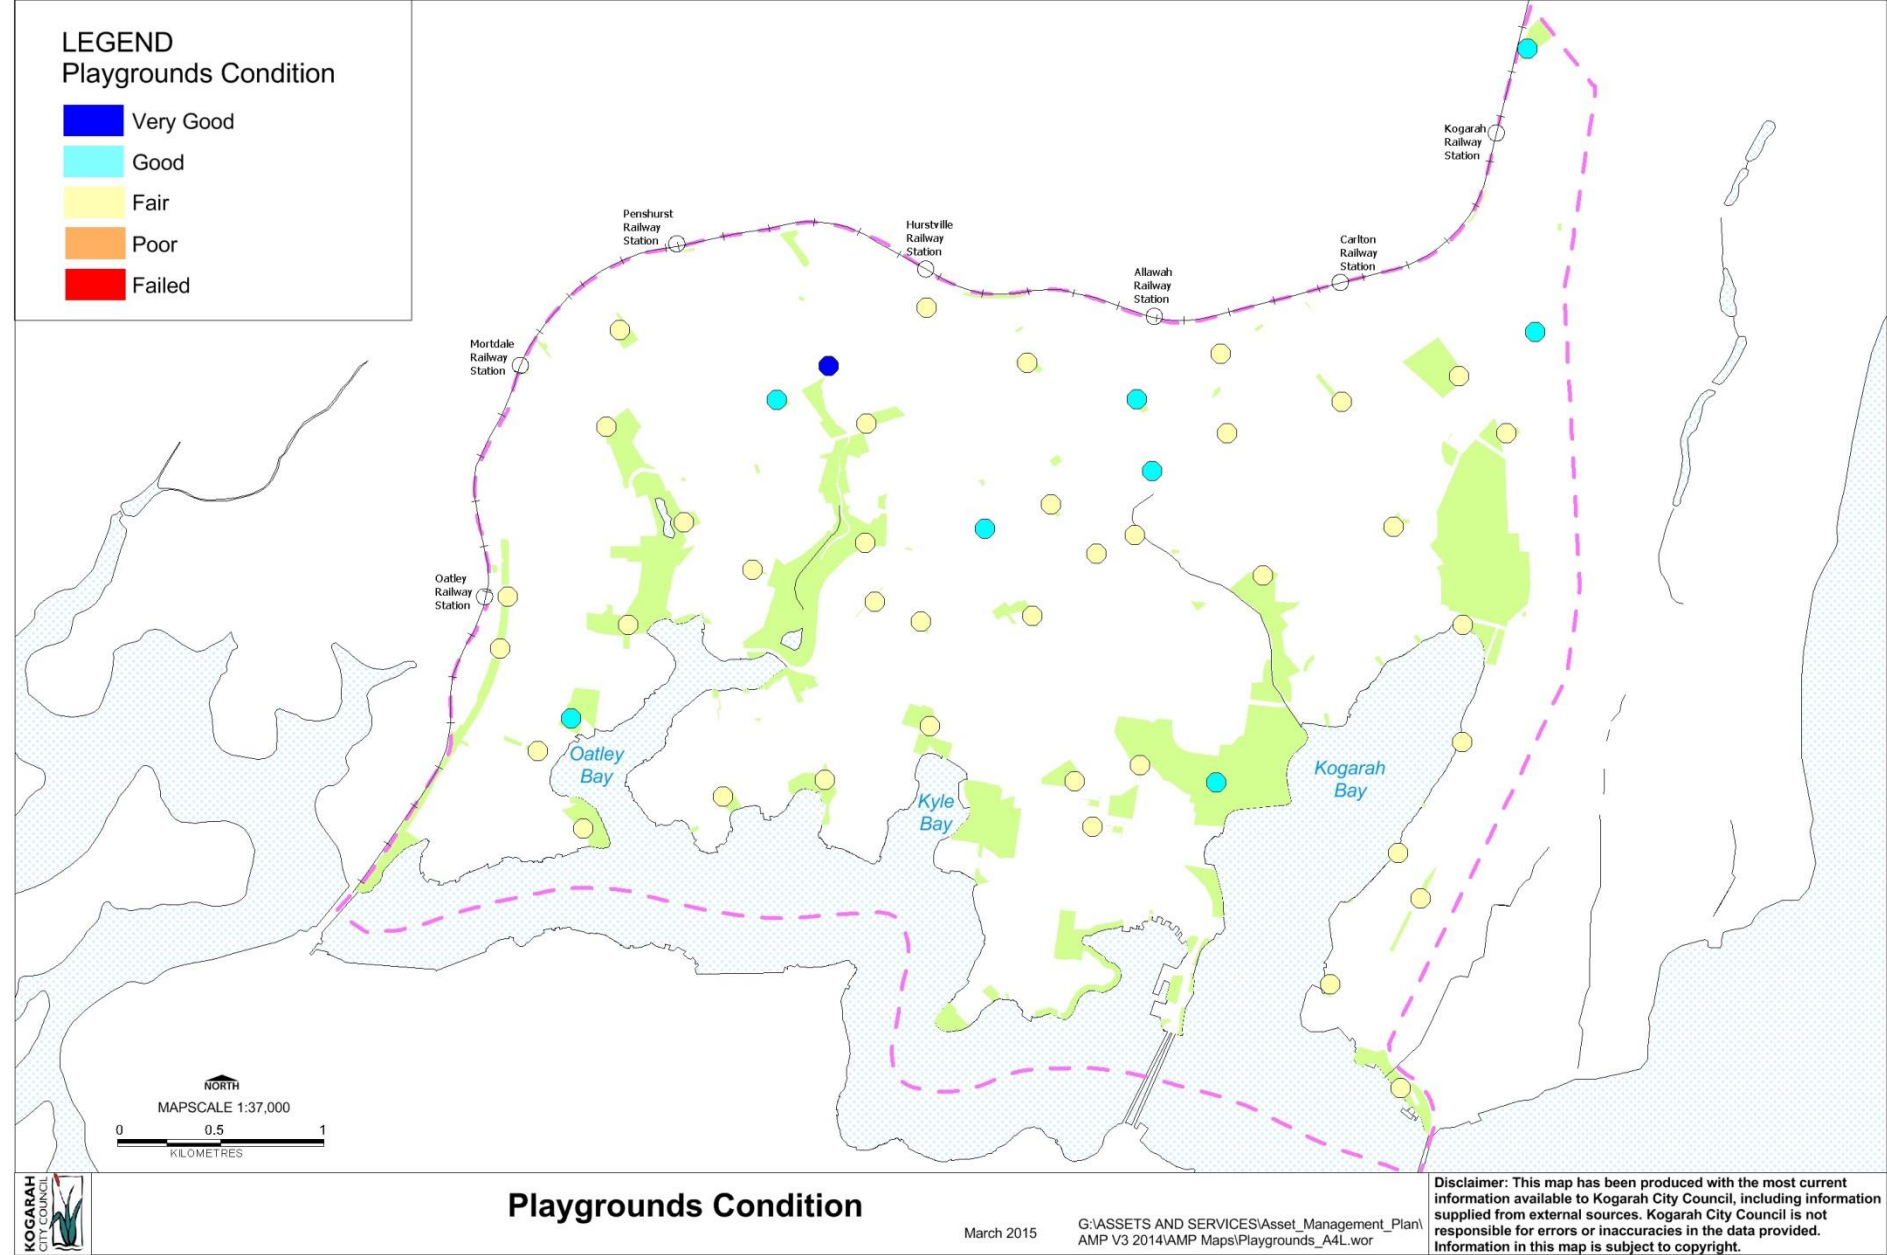 LEGEND
Playgrounds Condition
Very Good
Good
Fair
Poor
Failed
Kogarah
Railway
Station
Penshurst
Railway
Station
Hurstville
Railway
Station
Carlton
Railway
Station
Allawah
Railway
Station
Mortdale
Railway
Station
Oatley
Railway
Station
Oatley
Bay
Kyle
Bay
Kogarah
Bay
NORTH
MAPSCALE 1:37,000
0 0.5 1
KILOMETRES
KOGARAH
CITY COUNCIL
Playgrounds Condition
March 2015
G:\ASSETS AND SERVICES\Asset_Management_Plan\
AMP V3 2014\AMP Maps\Playgrounds_A4L.wor
Disclaimer: This map has been produced with the most current
information available to Kogarah City Council, including information
supplied from external sources. Kogarah City Council is not
responsible for errors or inaccuracies in the data provided.
Information in this map is subject to copyright.